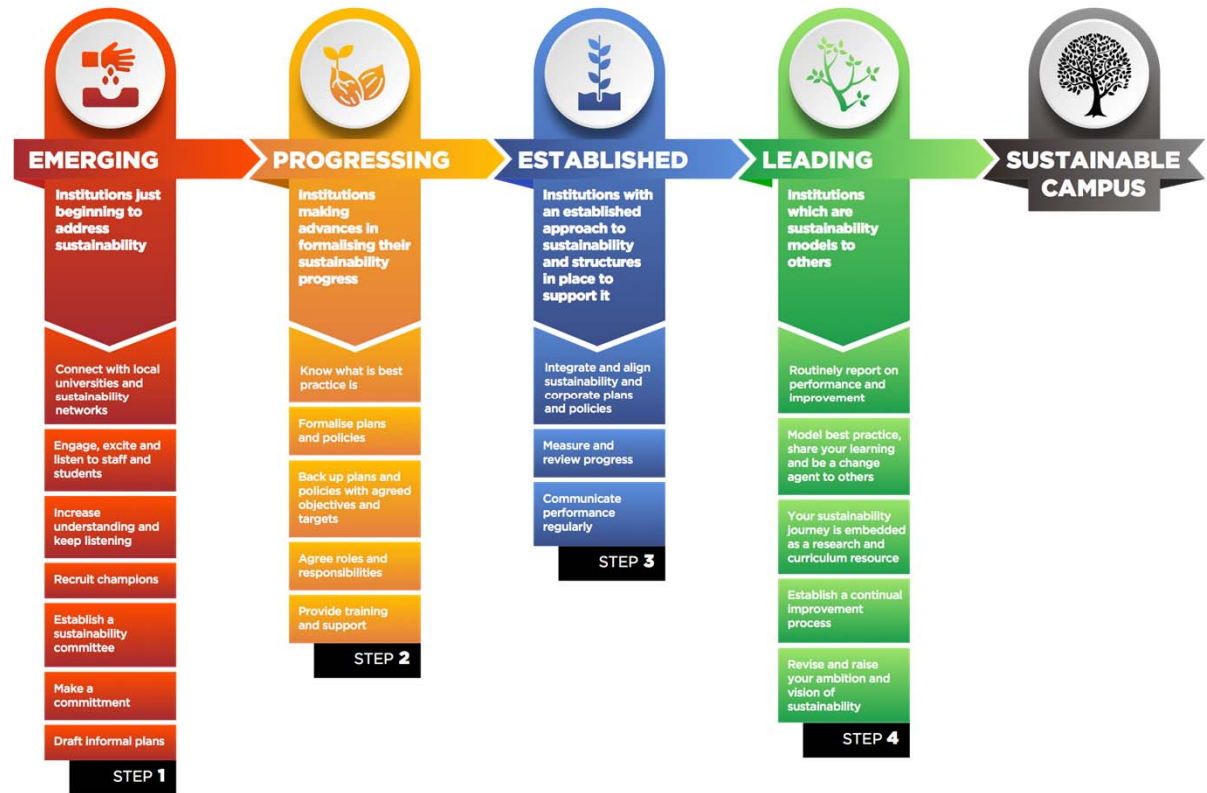 EMERGING
Institutions just
beginning to
address
sustainability
Connect with local
universities and
sustainability
networks
Engage, excite and
listen to staff and
students
Increase
understanding and
keep listening
Recruit champions
Establish a
sustainability
committee
Make a
committment
Draft informal plans
STEP 1
PROGRESSING
Institutions
making
advances in
formalising their
sustainability
progress
Know what is best
practice is
Formalise plans
and policies
Back up plans and
policies with agreed
objectives and
targets
Agree roles and
responsibilities
Provide training
and support
STEP 2
ESTABLISHED
Institutions with
an established
approach to
sustainability
and structures
in place to
support it
Integrate and align
sustainability and
corporate plans
and policies
Measure and
review progress
Communicate
performance
regularly
STEP 3
LEADING
Institutions
which are
sustainability
models to
others
Routinely report on
performance and
improvement
Model best practice,
share your learning
and be a change
agent to others
Your sustainability
journey is embedded
as a research and
curriculum resource
Establish a continual
improvement
process
Revise and raise
your ambition and
vision of
sustainability
STEP 4
SUSTAINABLE
CAMPUS